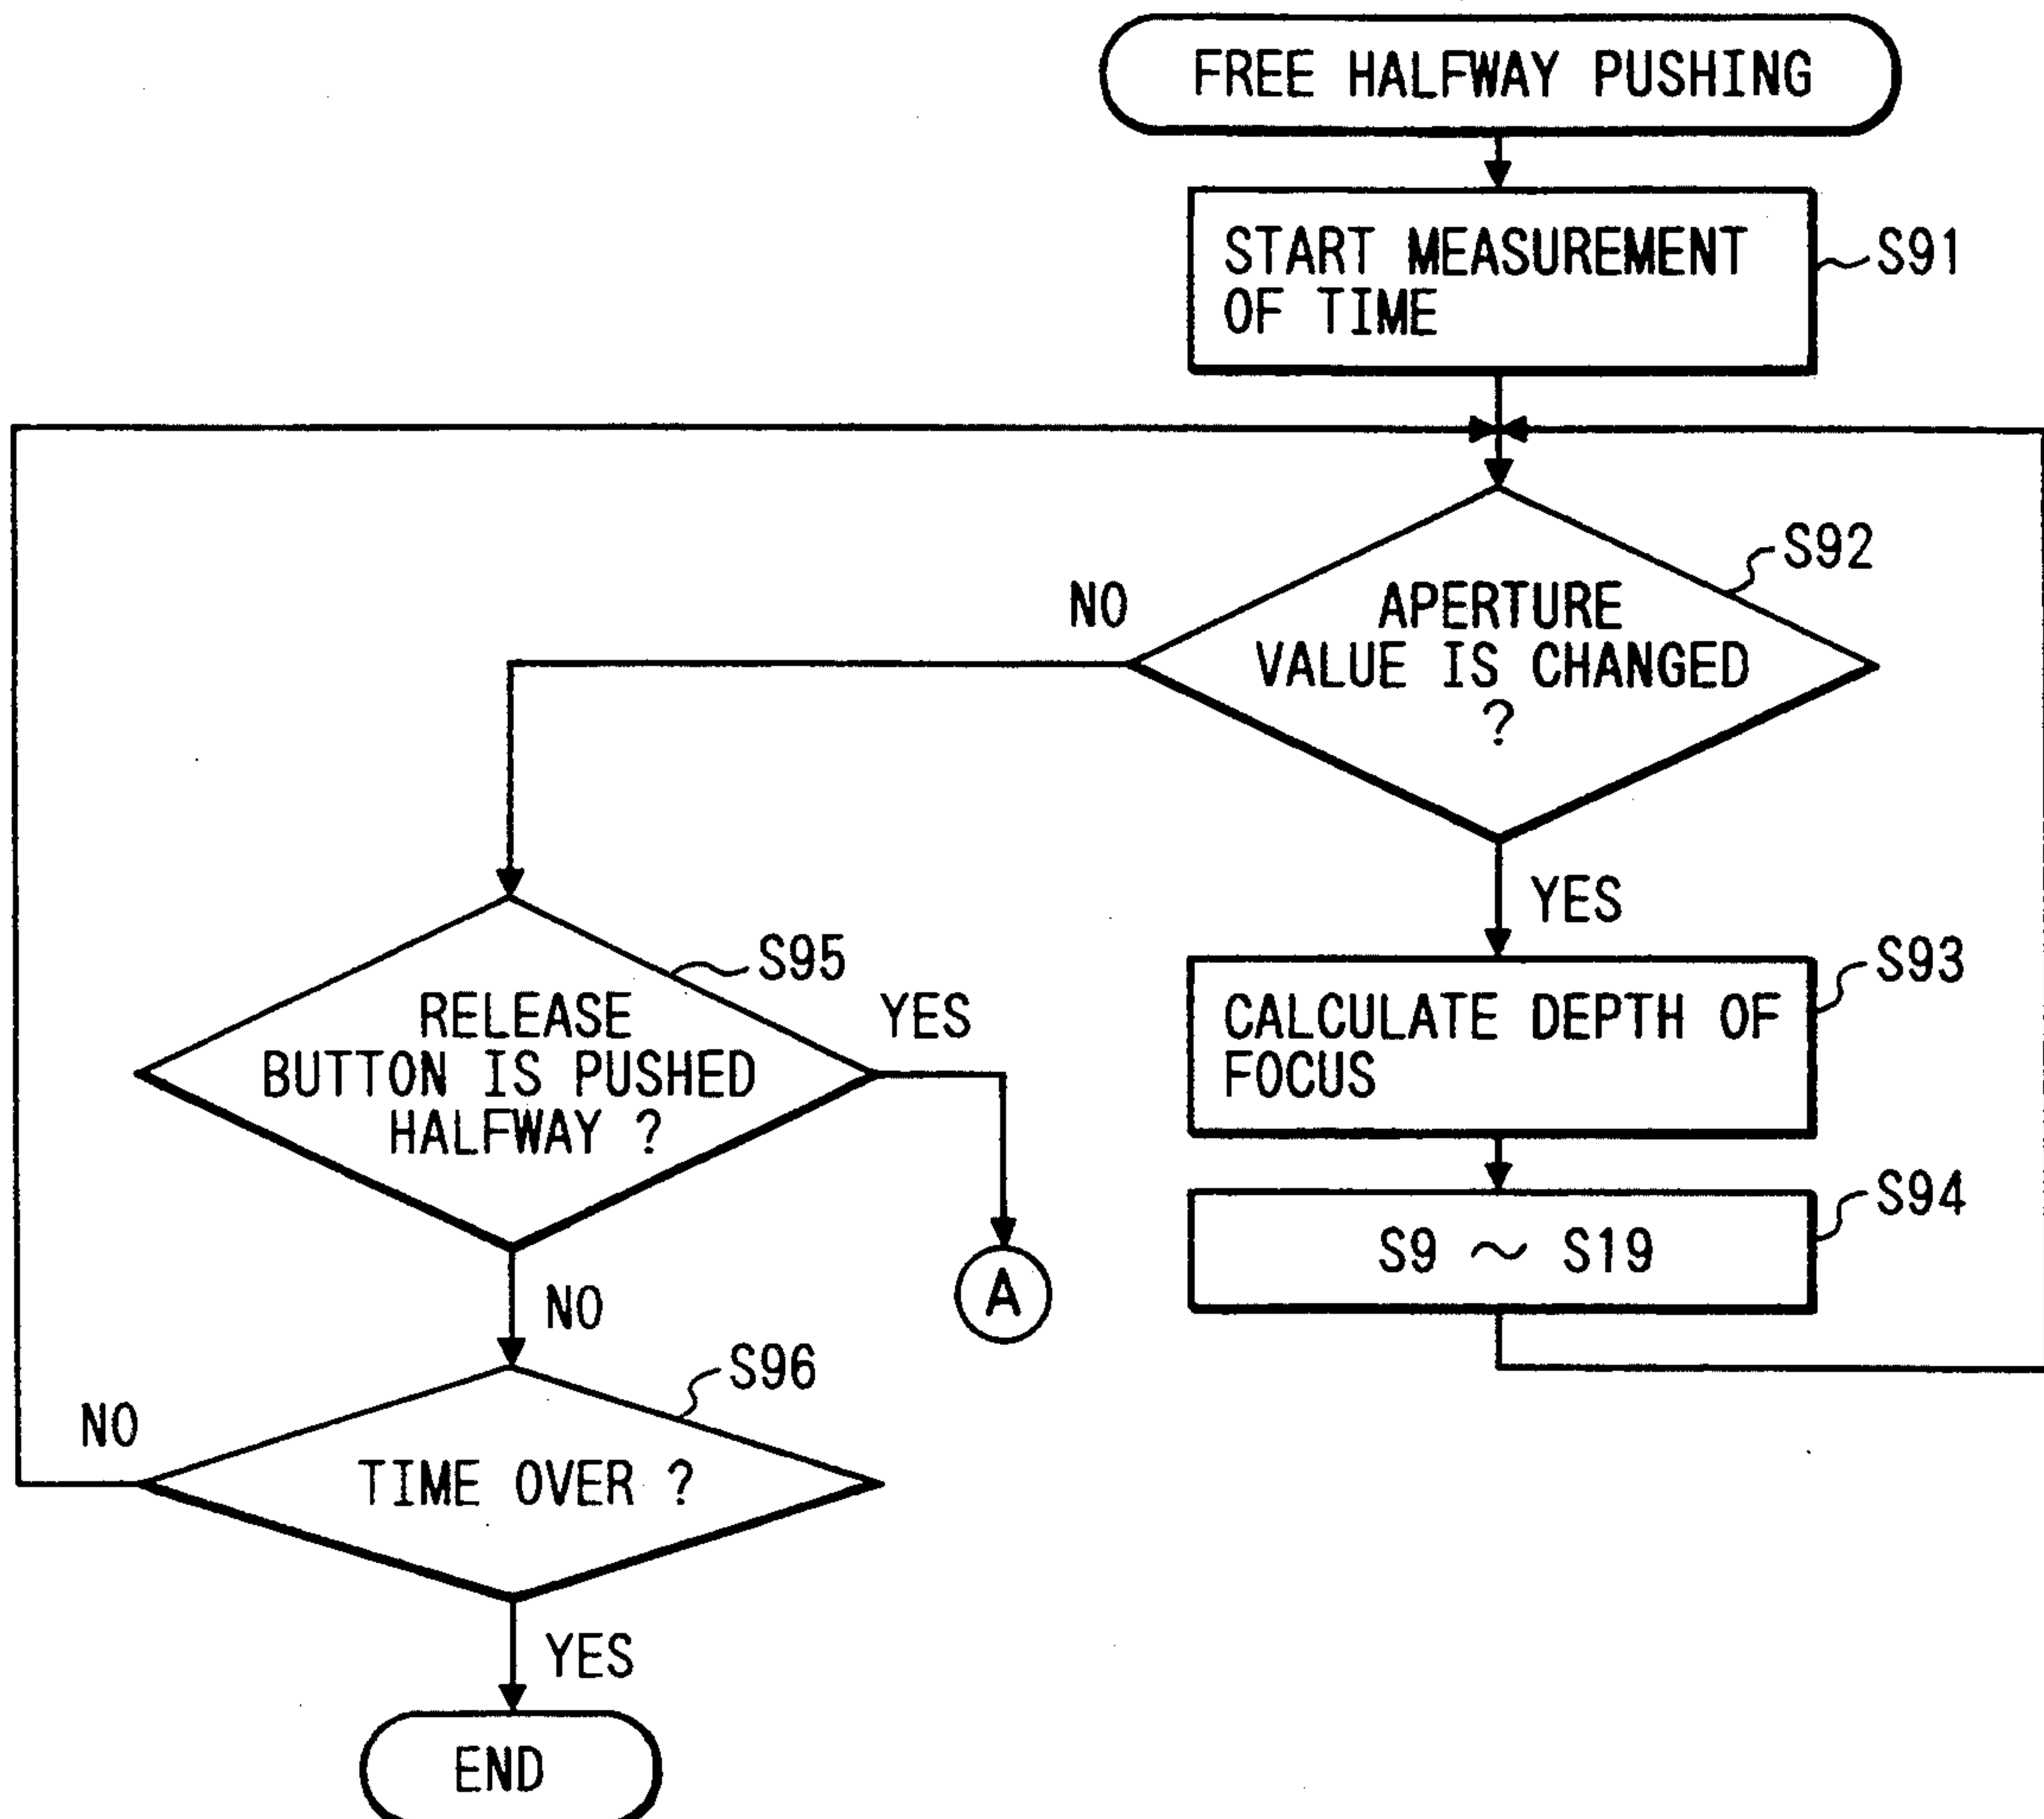 FREE HALFWAY PUSHING
START MEASUREMENT
OF TIME
S91
S92
APERTURE
VALUE IS CHANGED
?
NO
YES
S93
CALCULATE DEPTH OF
FOCUS
S94
S9 ~ S19
S95
RELEASE
BUTTON IS PUSHED
HALFWAY ?
YES
A
NO
S96
TIME OVER ?
NO
YES
END